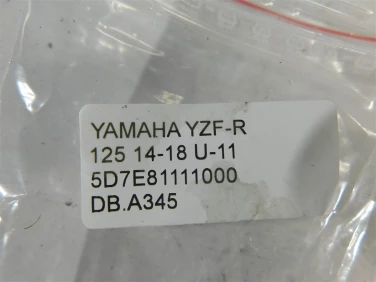 YAMAHA YZF-R
125 14-18 U-11
5D7E81111000
DB.A345